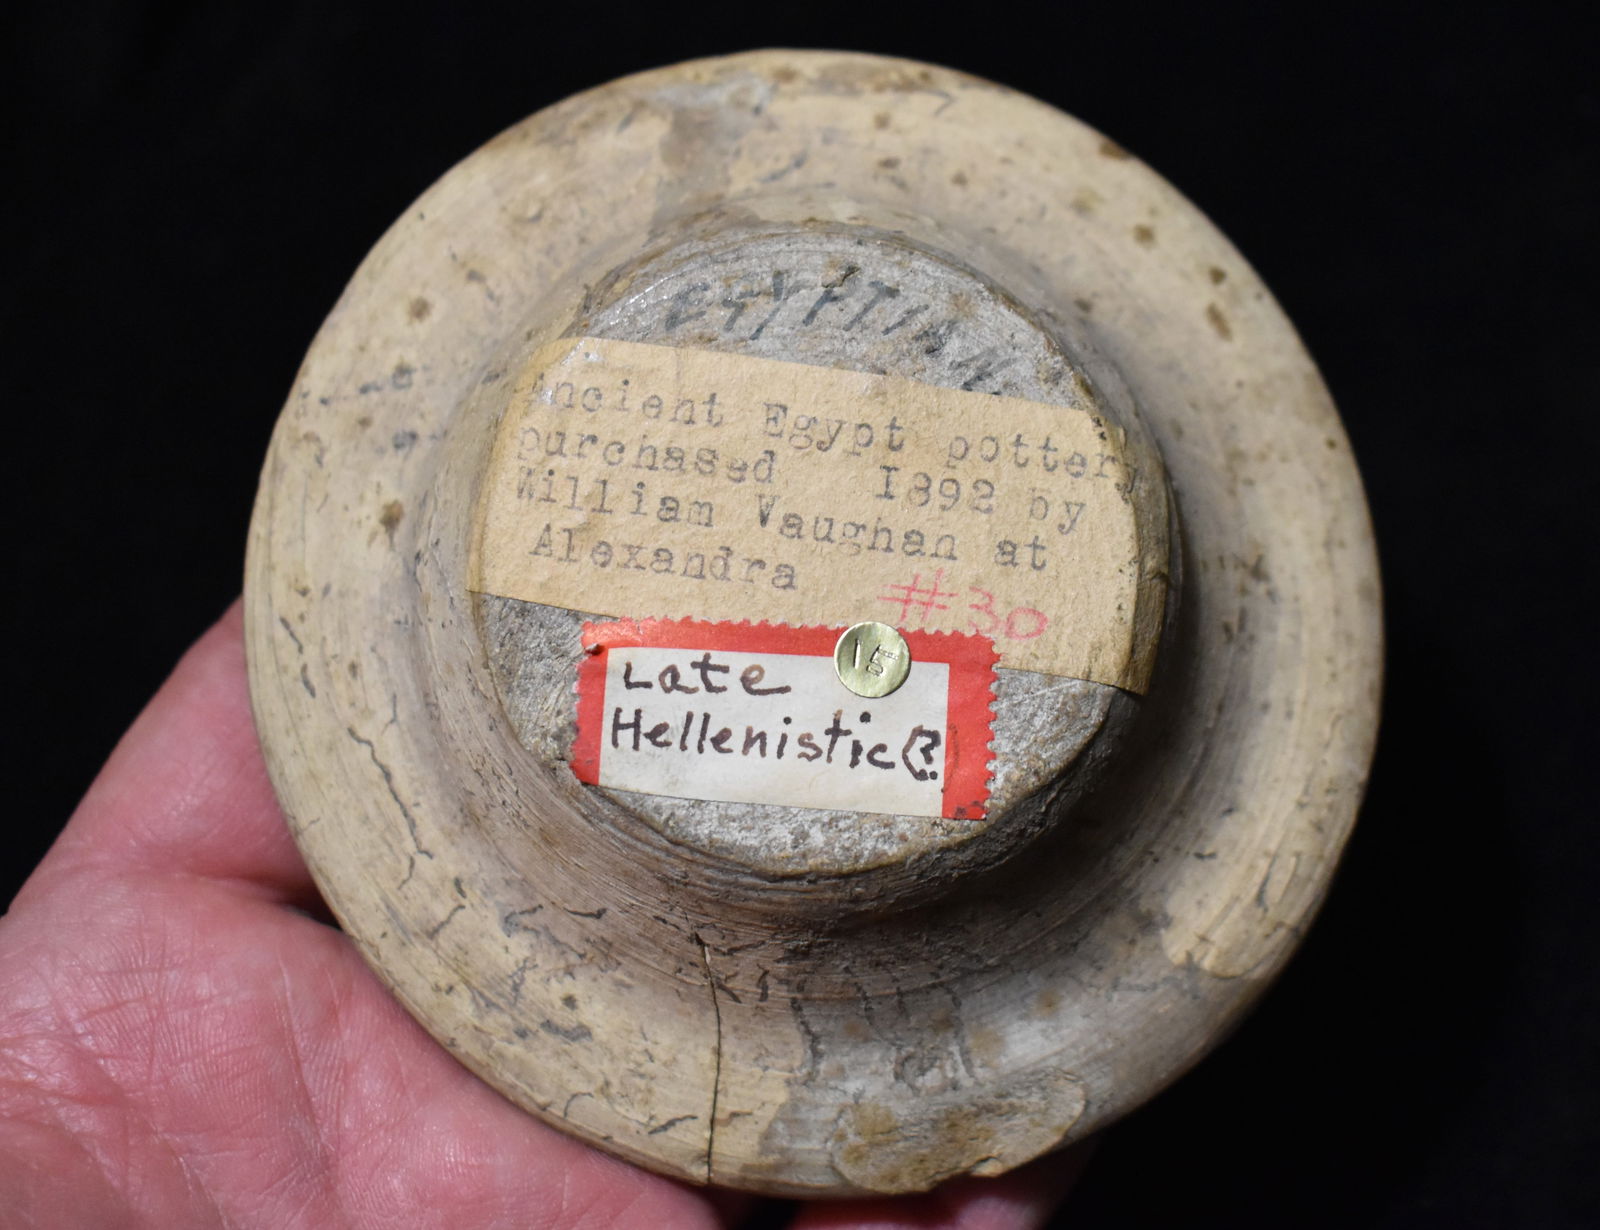 EGYPTIAN
Ancient Egypt pottery
purchased 1892 by
William Vaughan at
Alexandra
#30
15
Late
Hellenistic(?)